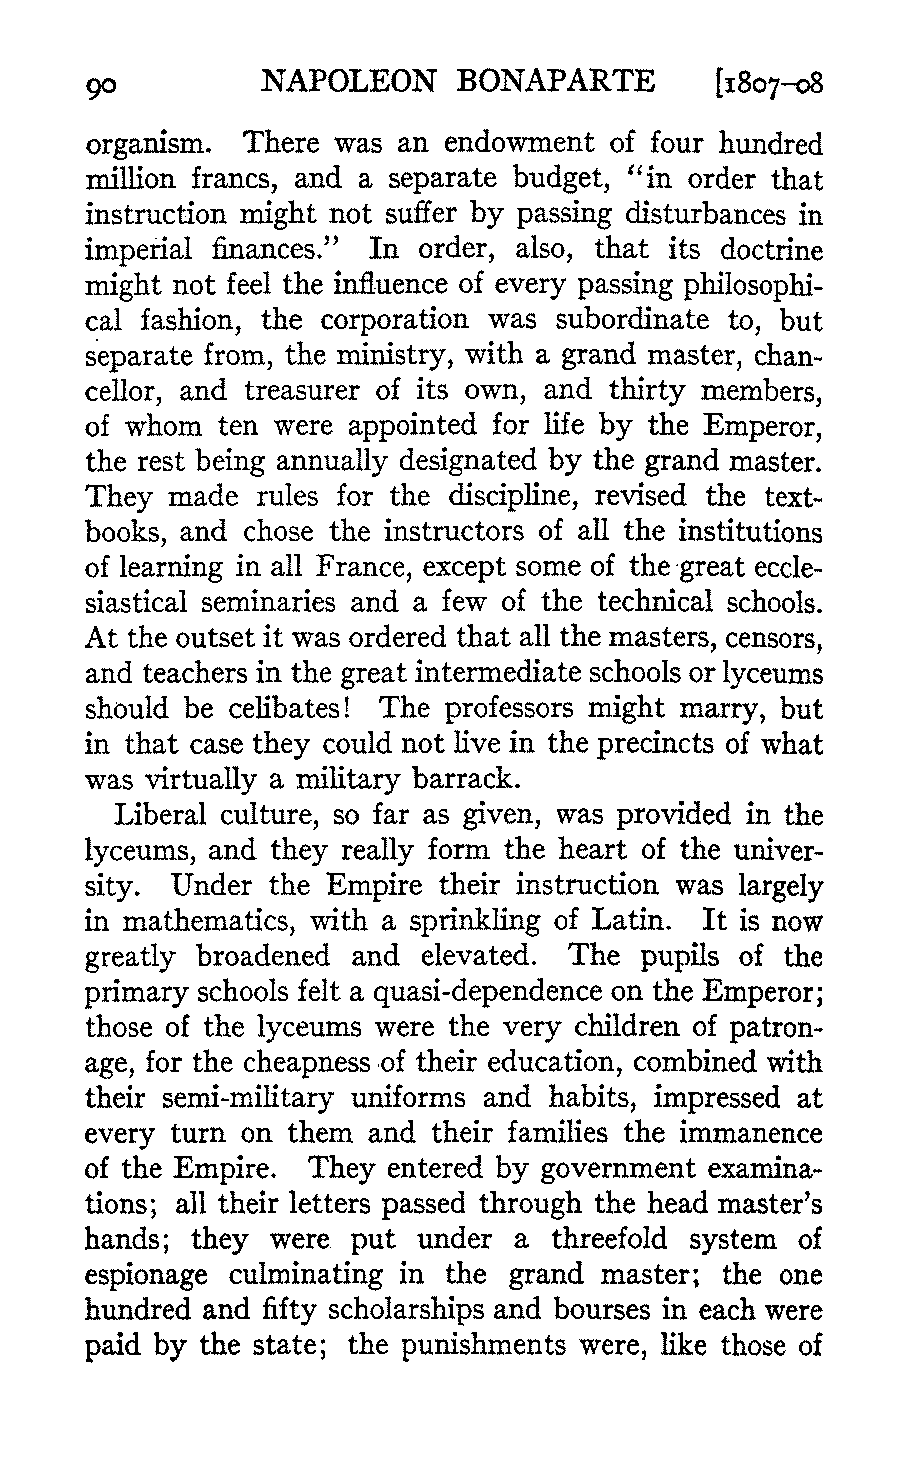 90 NAPOLEON BONAPARTE [1807-08
organism. There was an endowment of four hundred
million francs, and a separate budget, "in order that
instruction might not suffer by passing disturbances in
imperial finances." In order, also, that its doctrine
might not feel the influence of every passing philosophi-
cal fashion, the corporation was subordinate to, but
separate from, the ministry, with a grand master, chan-
cellor, and treasurer of its own, and thirty members,
of whom ten were appointed for life by the Emperor,
the rest being annually designated by the grand master.
They made rules for the discipline, revised the text-
books, and chose the instructors of all the institutions
of learning in all France, except some of the great eccle-
siastical seminaries and a few of the technical schools.
At the outset it was ordered that all the masters, censors,
and teachers in the great intermediate schools or lyceums
should be celibates! The professors might marry, but
in that case they could not live in the precincts of what
was virtually a military barrack.
Liberal culture, so far as given, was provided in the
lyceums, and they really form the heart of the univer-
sity. Under the Empire their instruction was largely
in mathematics, with a sprinkling of Latin. It is now
greatly broadened and elevated. The pupils of the
primary schools felt a quasi-dependence on the Emperor;
those of the lyceums were the very children of patron-
age, for the cheapness of their education, combined with
their semi-military uniforms and habits, impressed at
every turn on them and their families the immanence
of the Empire. They entered by government examina-
tions; all their letters passed through the head master's
hands; they were put under a threefold system of
espionage culminating in the grand master; the one
hundred and fifty scholarships and bourses in each were
paid by the state; the punishments were, like those of